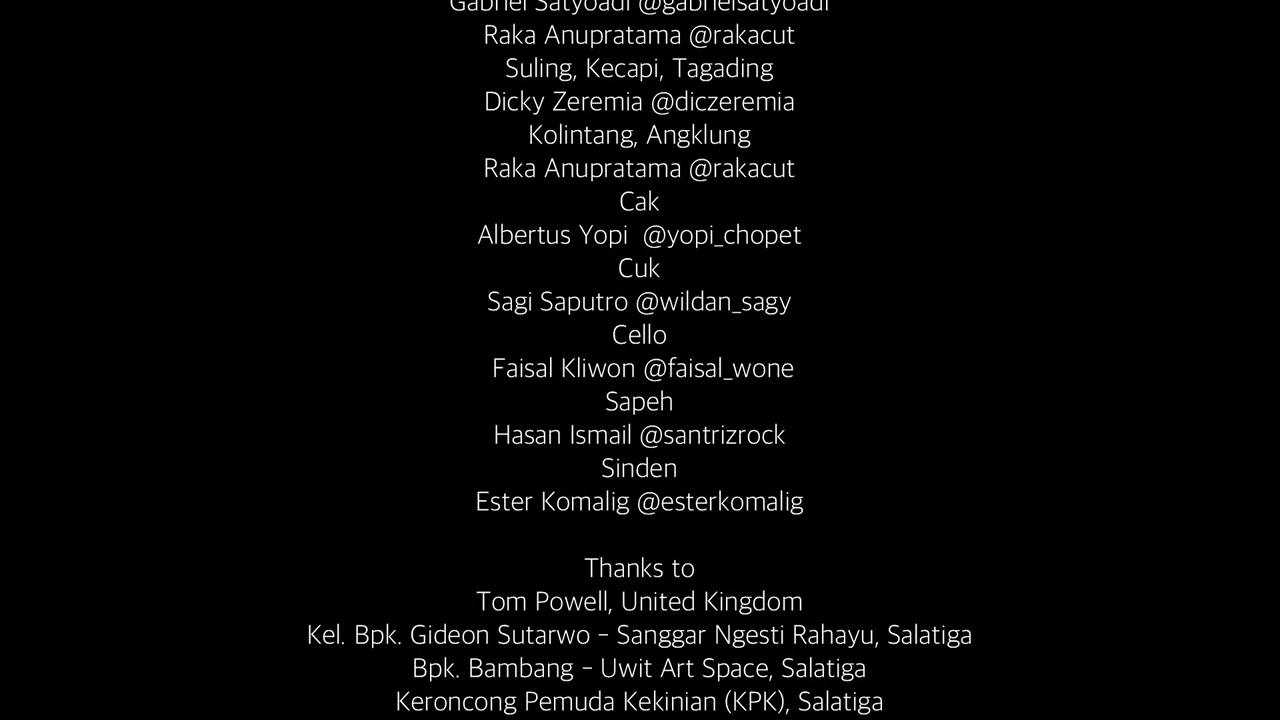 Gabriel Satyoadi @gabrielsatyoadi
Raka Anupratama @rakacut
Suling, Kecapi, Tagading
Dicky Zeremia @diczeremia
Kolintang, Angklung
Raka Anupratama @rakacut
Cak
Albertus Yopi  @yopi_chopet
Cuk
Sagi Saputro @wildan_sagy
Cello
Faisal Kliwon @faisal_wone
Sapeh
Hasan Ismail @santrizrock
Sinden
Ester Komalig @esterkomalig
Thanks to
Tom Powell, United Kingdom
Kel. Bpk. Gideon Sutarwo – Sanggar Ngesti Rahayu, Salatiga
Bpk. Bambang – Uwit Art Space, Salatiga
Keroncong Pemuda Kekinian (KPK), Salatiga